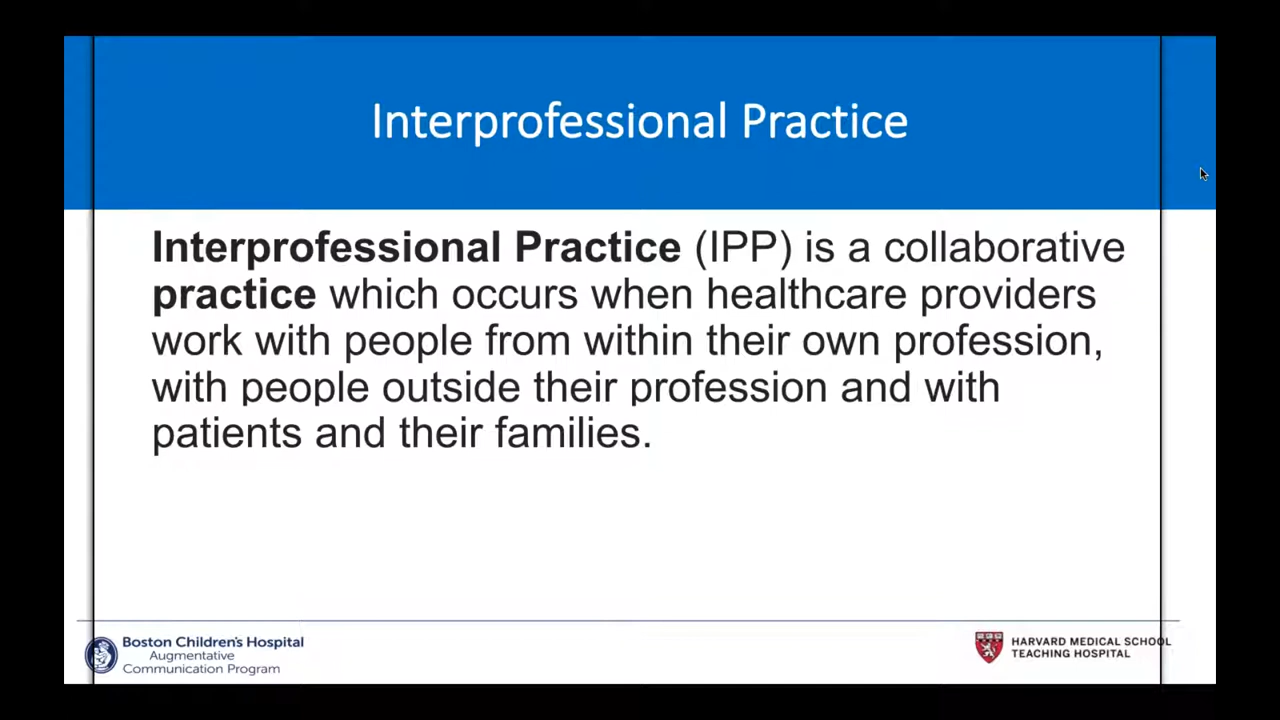 Interprofessional Practice
Interprofessional Practice (IPP) is a collaborative
practice which occurs when healthcare providers
work with people from within their own profession,
with people outside their profession and with
patients and their families.
Boston Children's Hospital
Augmentative
Communication Program
HARVARD MEDICAL SCHOOL
TEACHING HOSPITAL